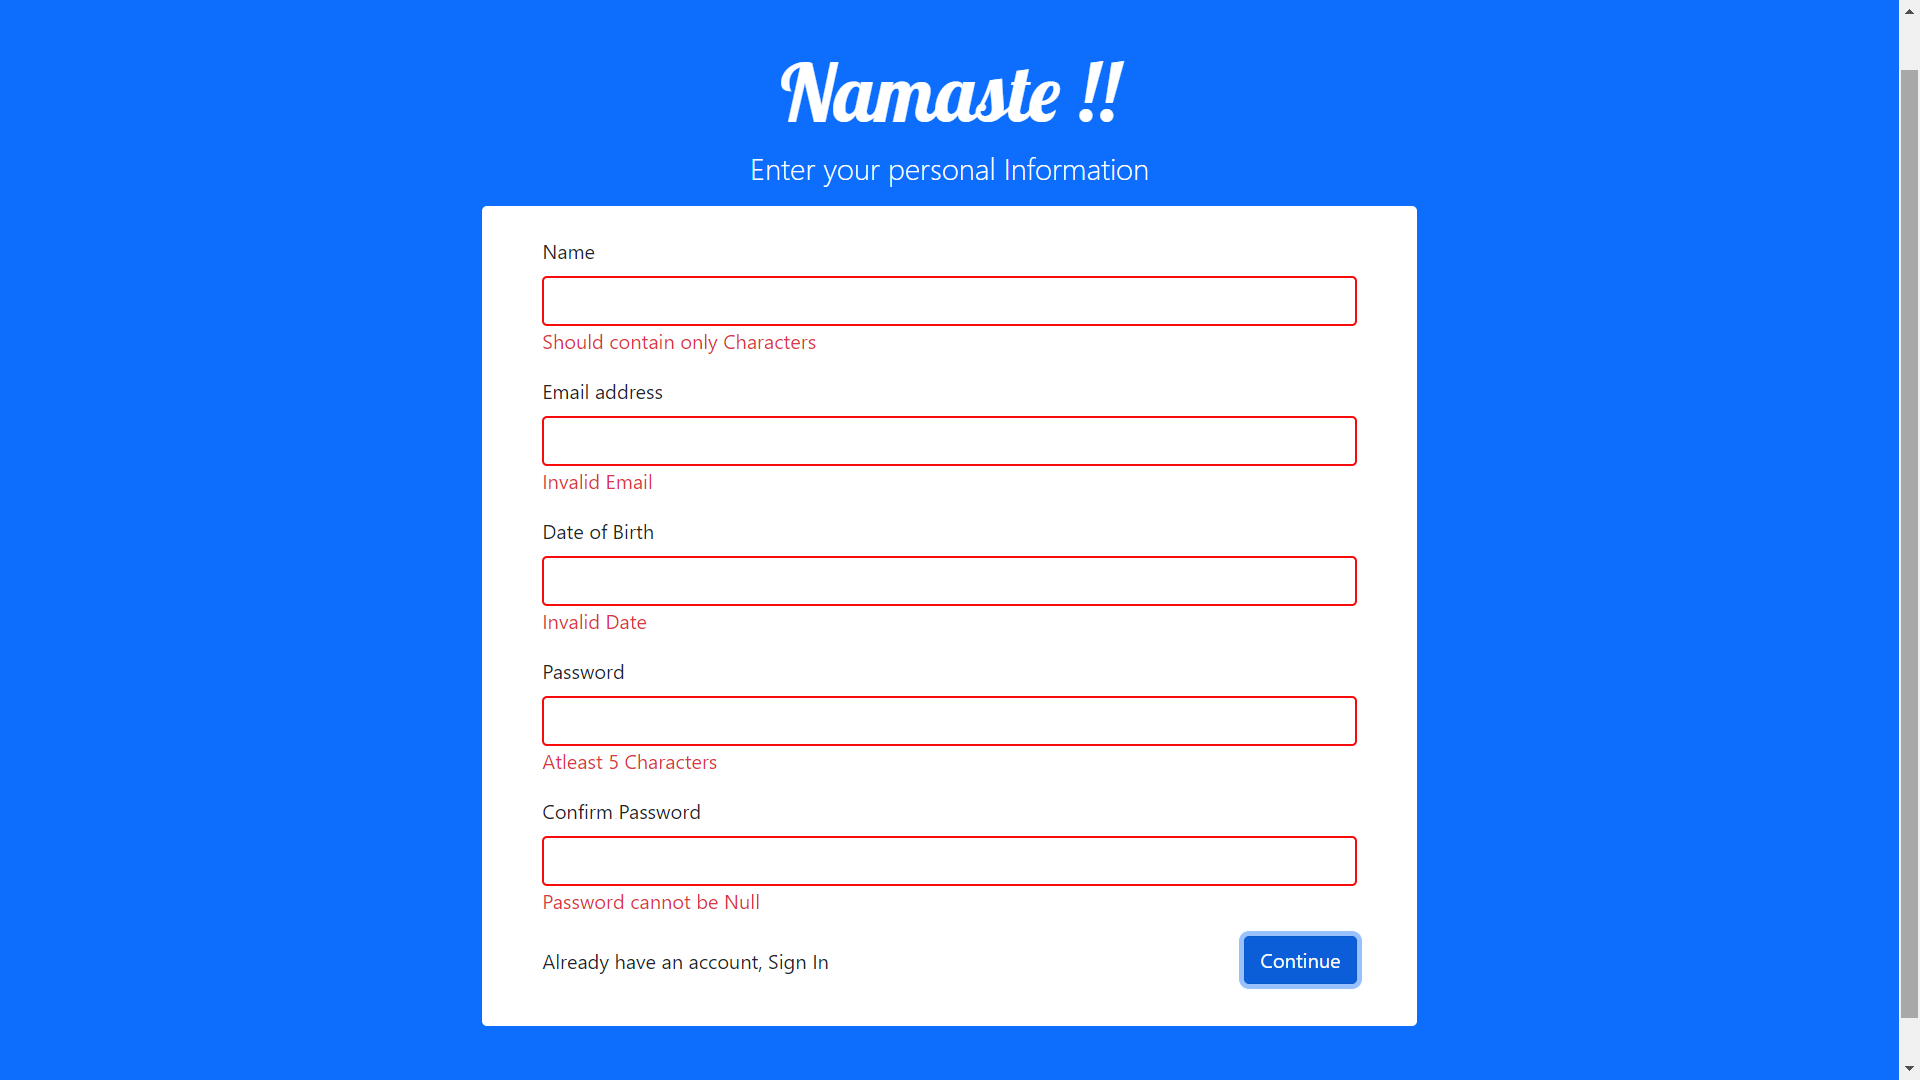 Namaste !!
Enter your personal Information
Name
Should contain only Characters
Email address
Invalid Email
Date of Birth
Invalid Date
Password
Atleast 5 Characters
Confirm Password
Password cannot be Null
Already have an account, Sign In
Continue